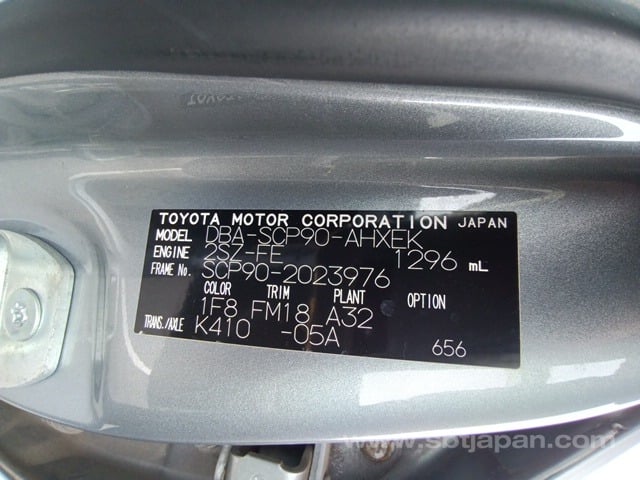 TOYOTA MOTOR CORPORATION JAPAN
MODEL DBA-SCP90-AHXEK
ENGINE 2SZ-FE 1296 mL
FRAME No. SCP90-2023976
COLOR TRIM PLANT OPTION
1F8 FM18 A32
TRANS./AXLE K410 -05A
656
www.sbtjapan.com